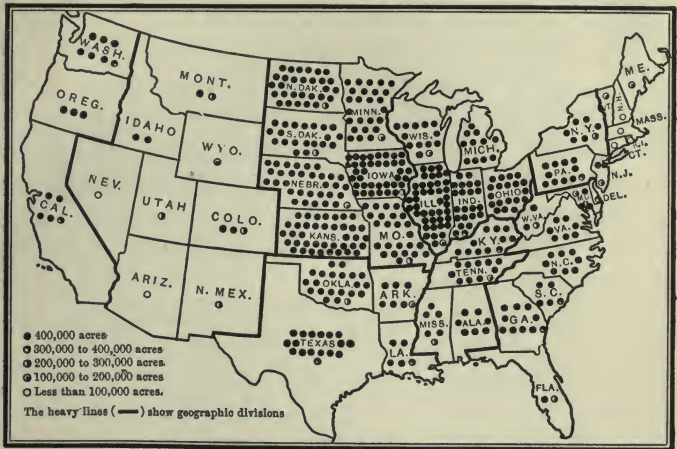 WASH.
MONT.
N. DAK.
MINN.
ME.
VT.
N.H.
MASS.
R.I.
CT.
OREG.
IDAHO
WYO.
S. DAK.
WIS.
MICH.
N.Y.
NEV.
UTAH
COLO.
NEBR.
IOWA
ILL.
IND.
OHIO
PA.
N.J.
MD.
DEL.
CAL.
KANS.
MO.
KY.
W.VA.
VA.
ARIZ.
N. MEX.
OKLA.
ARK.
TENN.
N.C.
S.C.
TEXAS
LA.
MISS.
ALA.
GA.
FLA.
400,000 acres
300,000 to 400,000 acres
200,000 to 300,000 acres
100,000 to 200,000 acres
Less than 100,000 acres.
The heavy lines ( ) show geographic divisions